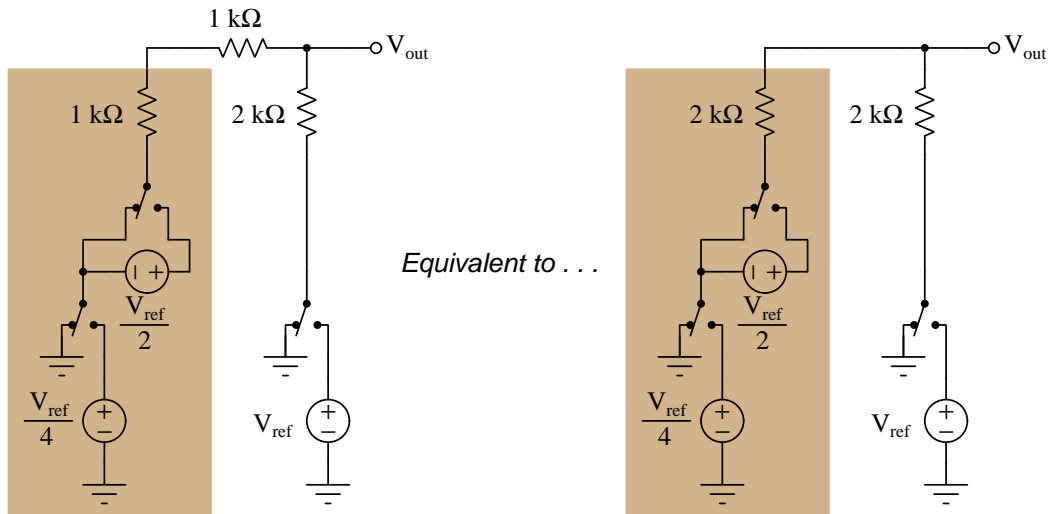 1 kΩ
V_out
1 kΩ
2 kΩ
V_ref
2
V_ref
4
V_ref
+
−
+
−
+
−
Equivalent to . . .
V_out
2 kΩ
2 kΩ
V_ref
2
V_ref
4
V_ref
+
−
+
−
+
−